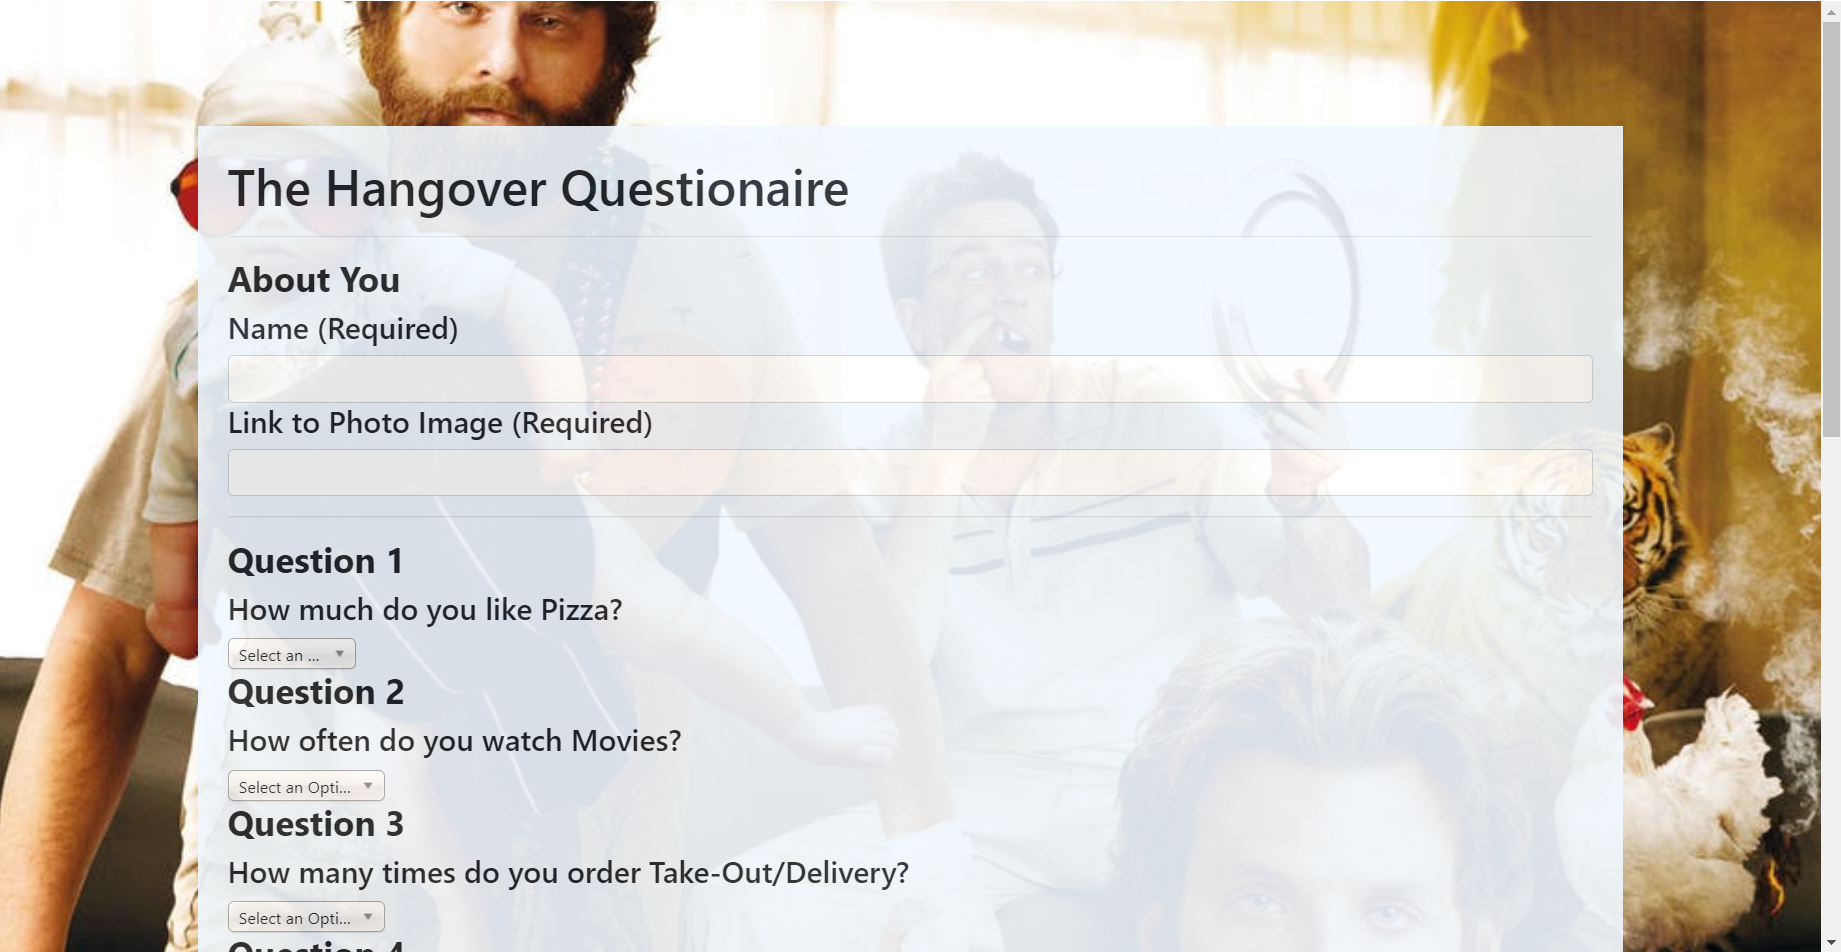 The Hangover Questionaire
About You
Name (Required)
Link to Photo Image (Required)
Question 1
How much do you like Pizza?
Select an ...
Question 2
How often do you watch Movies?
Select an Opti...
Question 3
How many times do you order Take-Out/Delivery?
Select an Opti...
Question 4